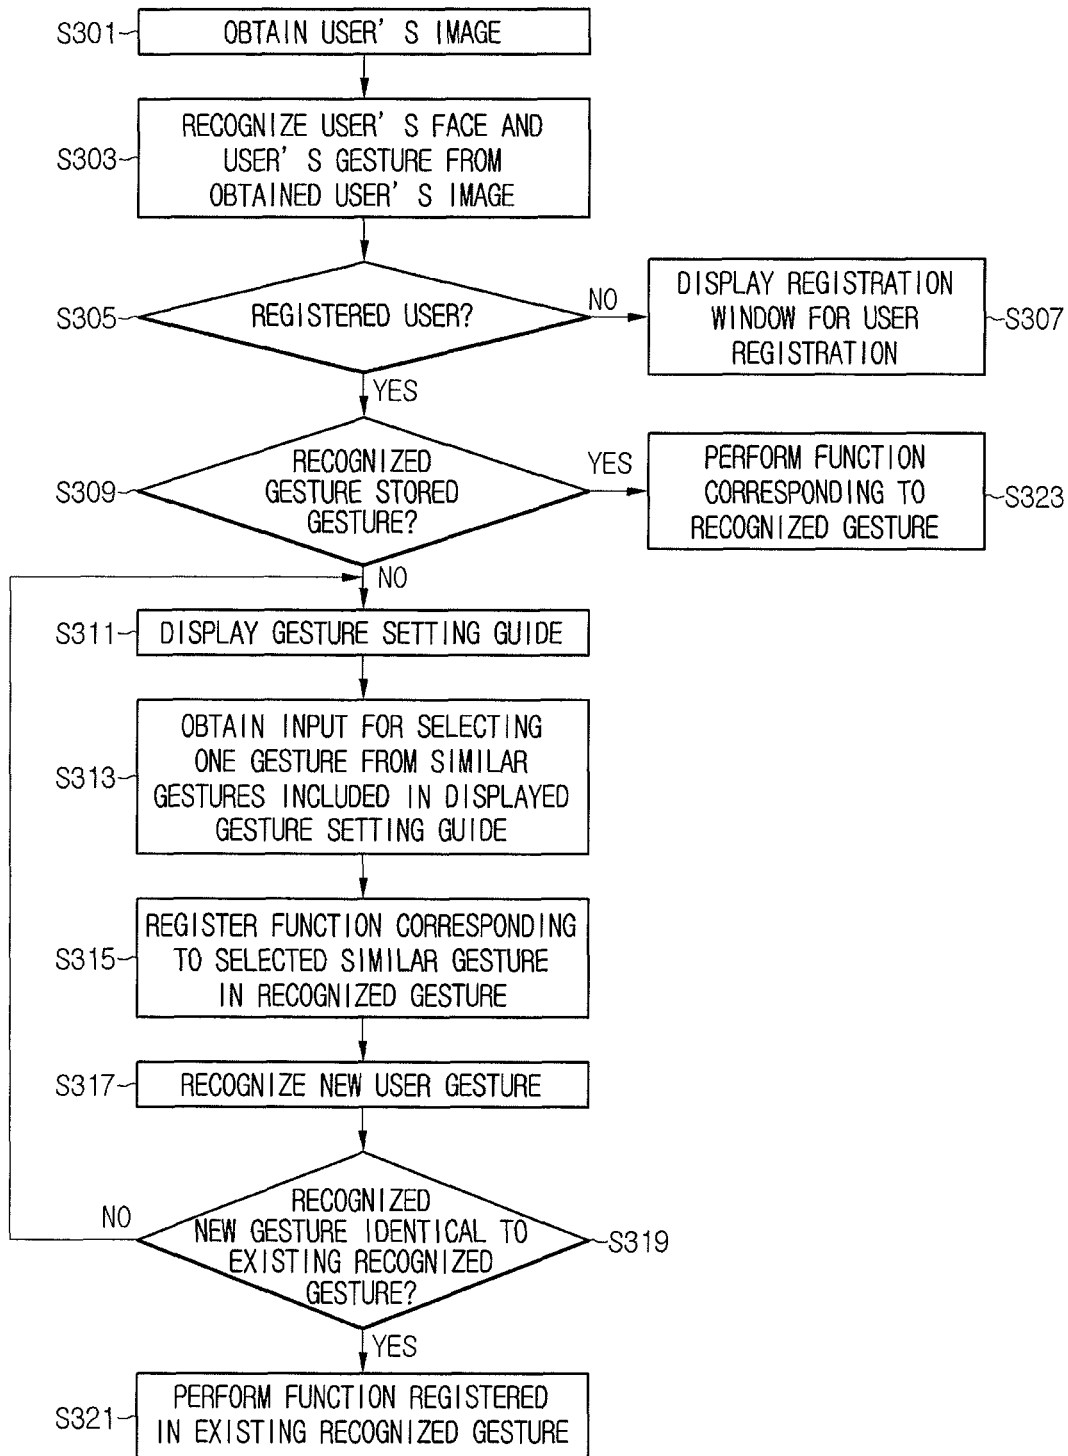 S301
OBTAIN USER'S IMAGE
S303
RECOGNIZE USER'S FACE AND
USER'S GESTURE FROM
OBTAINED USER'S IMAGE
S305
REGISTERED USER?
NO
DISPLAY REGISTRATION
WINDOW FOR USER
REGISTRATION
S307
YES
S309
RECOGNIZED
GESTURE STORED
GESTURE?
YES
PERFORM FUNCTION
CORRESPONDING TO
RECOGNIZED GESTURE
S323
NO
S311
DISPLAY GESTURE SETTING GUIDE
S313
OBTAIN INPUT FOR SELECTING
ONE GESTURE FROM SIMILAR
GESTURES INCLUDED IN DISPLAYED
GESTURE SETTING GUIDE
S315
REGISTER FUNCTION CORRESPONDING
TO SELECTED SIMILAR GESTURE
IN RECOGNIZED GESTURE
S317
RECOGNIZE NEW USER GESTURE
NO
RECOGNIZED
NEW GESTURE IDENTICAL TO
EXISTING RECOGNIZED
GESTURE?
S319
YES
S321
PERFORM FUNCTION REGISTERED
IN EXISTING RECOGNIZED GESTURE